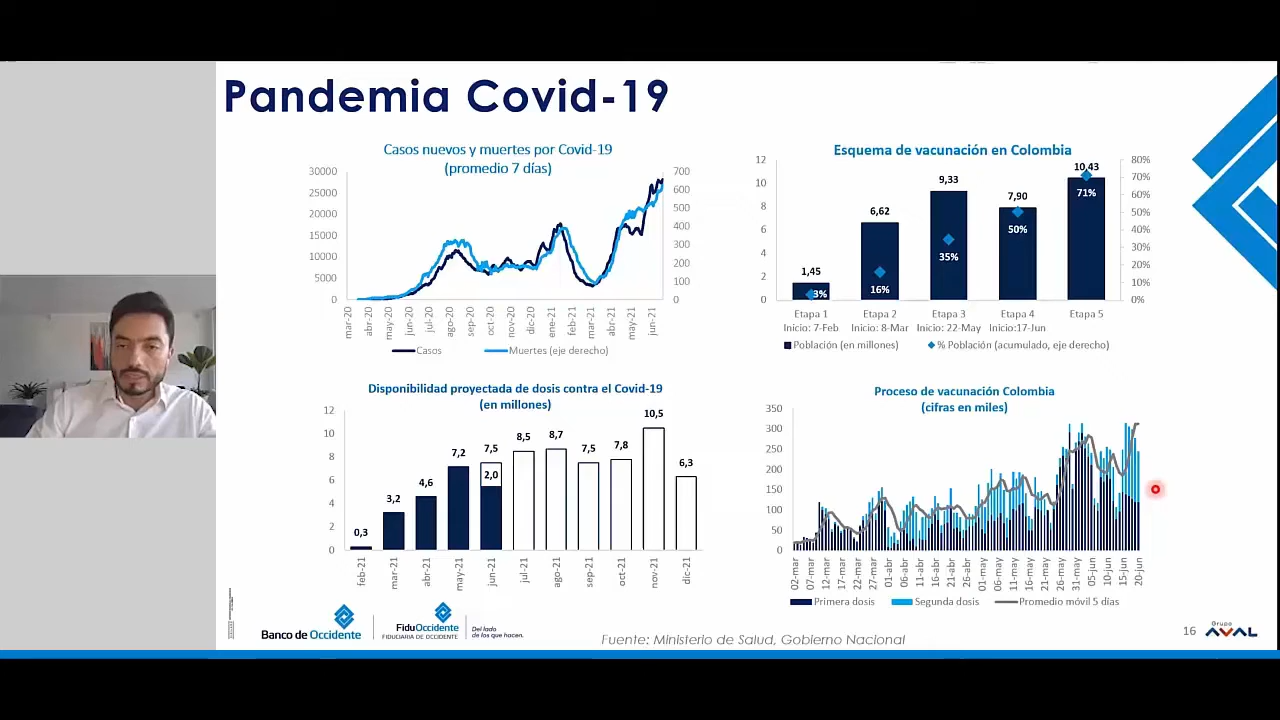 Pandemia Covid-19
Casos nuevos y muertes por Covid-19
(promedio 7 días)
30000
25000
20000
15000
10000
5000
0
700
600
500
400
300
200
100
0
mar-20
abr-20
may-20
jun-20
jul-20
ago-20
sep-20
oct-20
nov-20
dic-20
ene-21
feb-21
mar-21
abr-21
may-21
jun-21
Casos
Muertes (eje derecho)
Esquema de vacunación en Colombia
12
10
8
6
4
2
0
80%
70%
60%
50%
40%
30%
20%
10%
0%
1,45
6,62
9,33
7,90
10,43
3%
16%
35%
50%
71%
Etapa 1
Inicio: 7-Feb
Etapa 2
Inicio: 8-Mar
Etapa 3
Inicio: 22-May
Etapa 4
Inicio:17-Jun
Etapa 5
Población (en millones)
% Población (acumulado, eje derecho)
Disponibilidad proyectada de dosis contra el Covid-19
(en millones)
12
10
8
6
4
2
0
0,3
3,2
4,6
7,2
7,5
2,0
8,5
8,7
7,5
7,8
10,5
6,3
feb-21
mar-21
abr-21
may-21
jun-21
jul-21
ago-21
sep-21
oct-21
nov-21
dic-21
Proceso de vacunación Colombia
(cifras en miles)
350
300
250
200
150
100
50
0
02-mar
07-mar
12-mar
17-mar
22-mar
27-mar
01-abr
06-abr
11-abr
16-abr
21-abr
26-abr
01-may
06-may
11-may
16-may
21-may
26-may
31-may
05-jun
10-jun
15-jun
20-jun
Primera dosis
Segunda dosis
Promedio móvil 5 días
Banco de Occidente
FiduOccidente
FIDUCIARIA DE OCCIDENTE
Del lado
de los que hacen.
Fuente: Ministerio de Salud, Gobierno Nacional
16
Grupo
AVAL